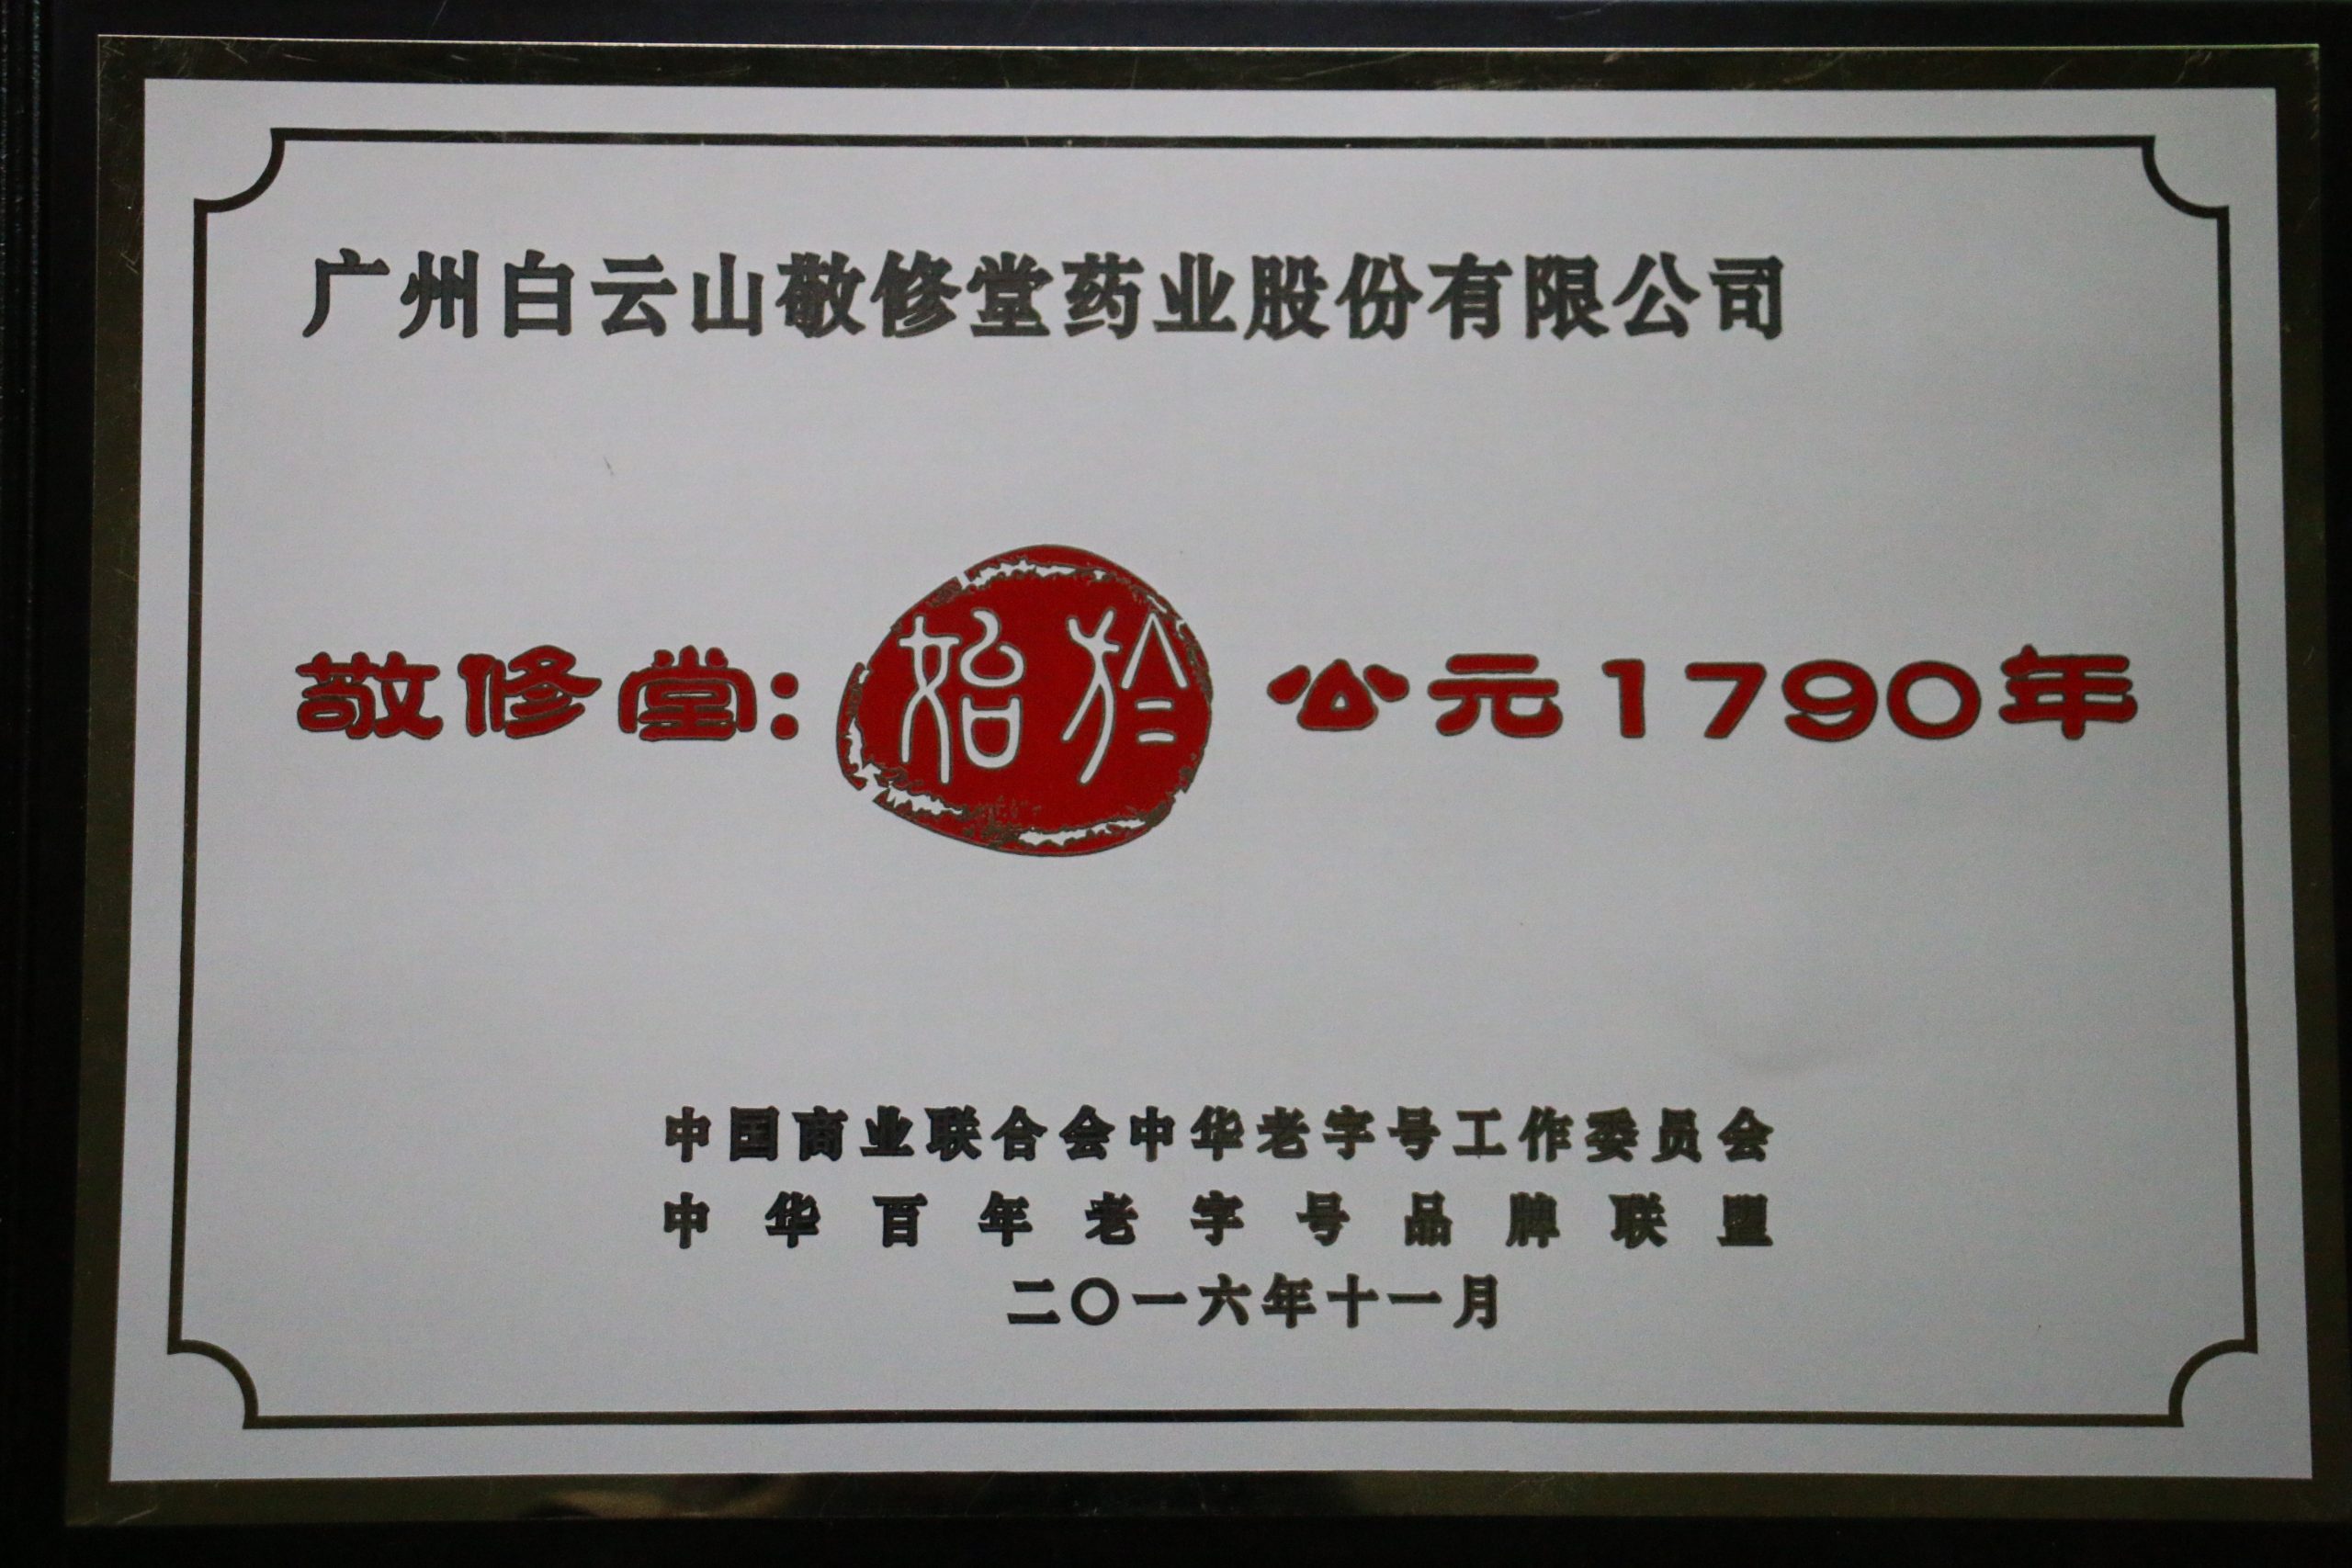 广州白云山敬修堂药业股份有限公司
敬修堂：始於 公元1790年
中国商业联合会中华老字号工作委员会
中华百年老字号品牌联盟
二〇一六年十一月